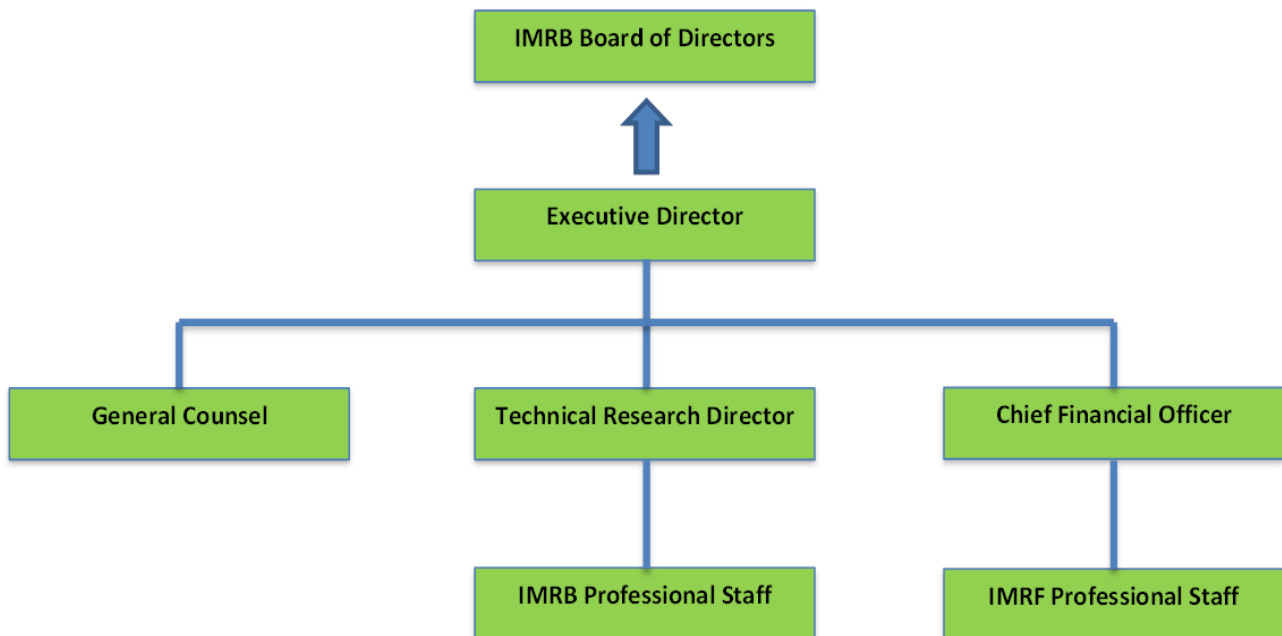 IMRB Board of Directors
Executive Director
General Counsel
Technical Research Director
Chief Financial Officer
IMRB Professional Staff
IMRF Professional Staff